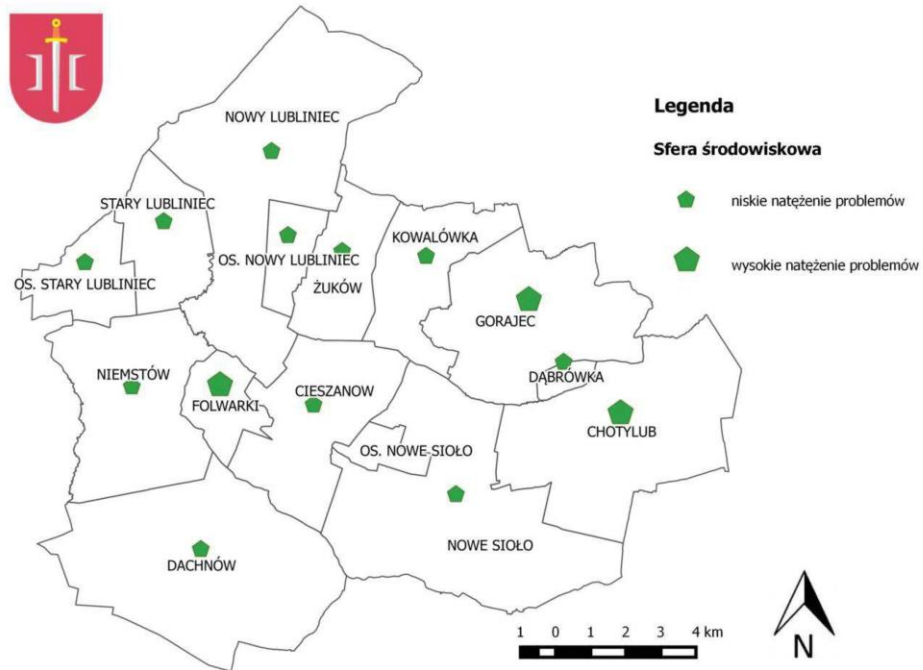 NOWY LUBLINIEC
Legenda
Sfera środowiskowa
niskie natężenie problemów
wysokie natężenie problemów
STARY LUBLINIEC
KOWALÓWKA
OS. NOWY LUBLINIEC
OS. STARY LUBLINIEC
ŻUKÓW
GORAJEC
NIEMSTÓW
DĄBRÓWKA
FOLWARKI
CIESZANOW
CHOTYLUB
OS. NOWE SIOŁO
NOWE SIOŁO
DACHNÓW
1 0 1 2 3 4 km
N